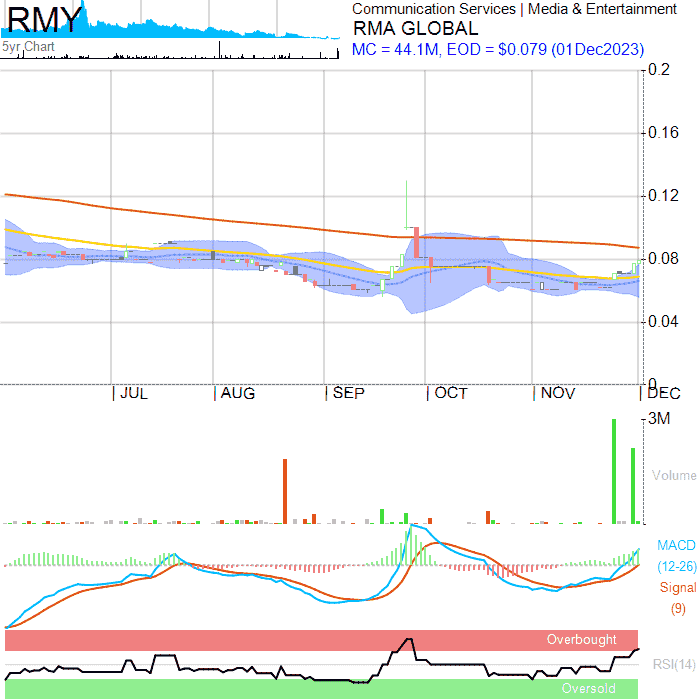 RMY
5yr Chart
Communication Services | Media & Entertainment
RMA GLOBAL
MC = 44.1M, EOD = $0.079 (01Dec2023)
0.2
0.16
0.12
0.08
0.04
0
JUL
AUG
SEP
OCT
NOV
DEC
3M
Volume
MACD
(12-26)
Signal
(9)
Overbought
RSI(14)
Oversold